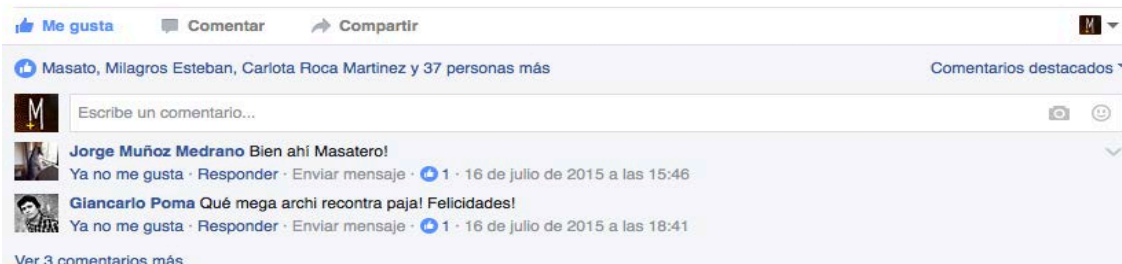 Me gusta Comentar Compartir M
Masato, Milagros Esteban, Carlota Roca Martinez y 37 personas más Comentarios destacados
M Escribe un comentario...
Jorge Muñoz Medrano Bien ahí Masatero!
Ya no me gusta · Responder · Enviar mensaje · 1 · 16 de julio de 2015 a las 15:46
Giancarlo Poma Qué mega archi recontra paja! Felicidades!
Ya no me gusta · Responder · Enviar mensaje · 1 · 16 de julio de 2015 a las 18:41
Ver 3 comentarios más